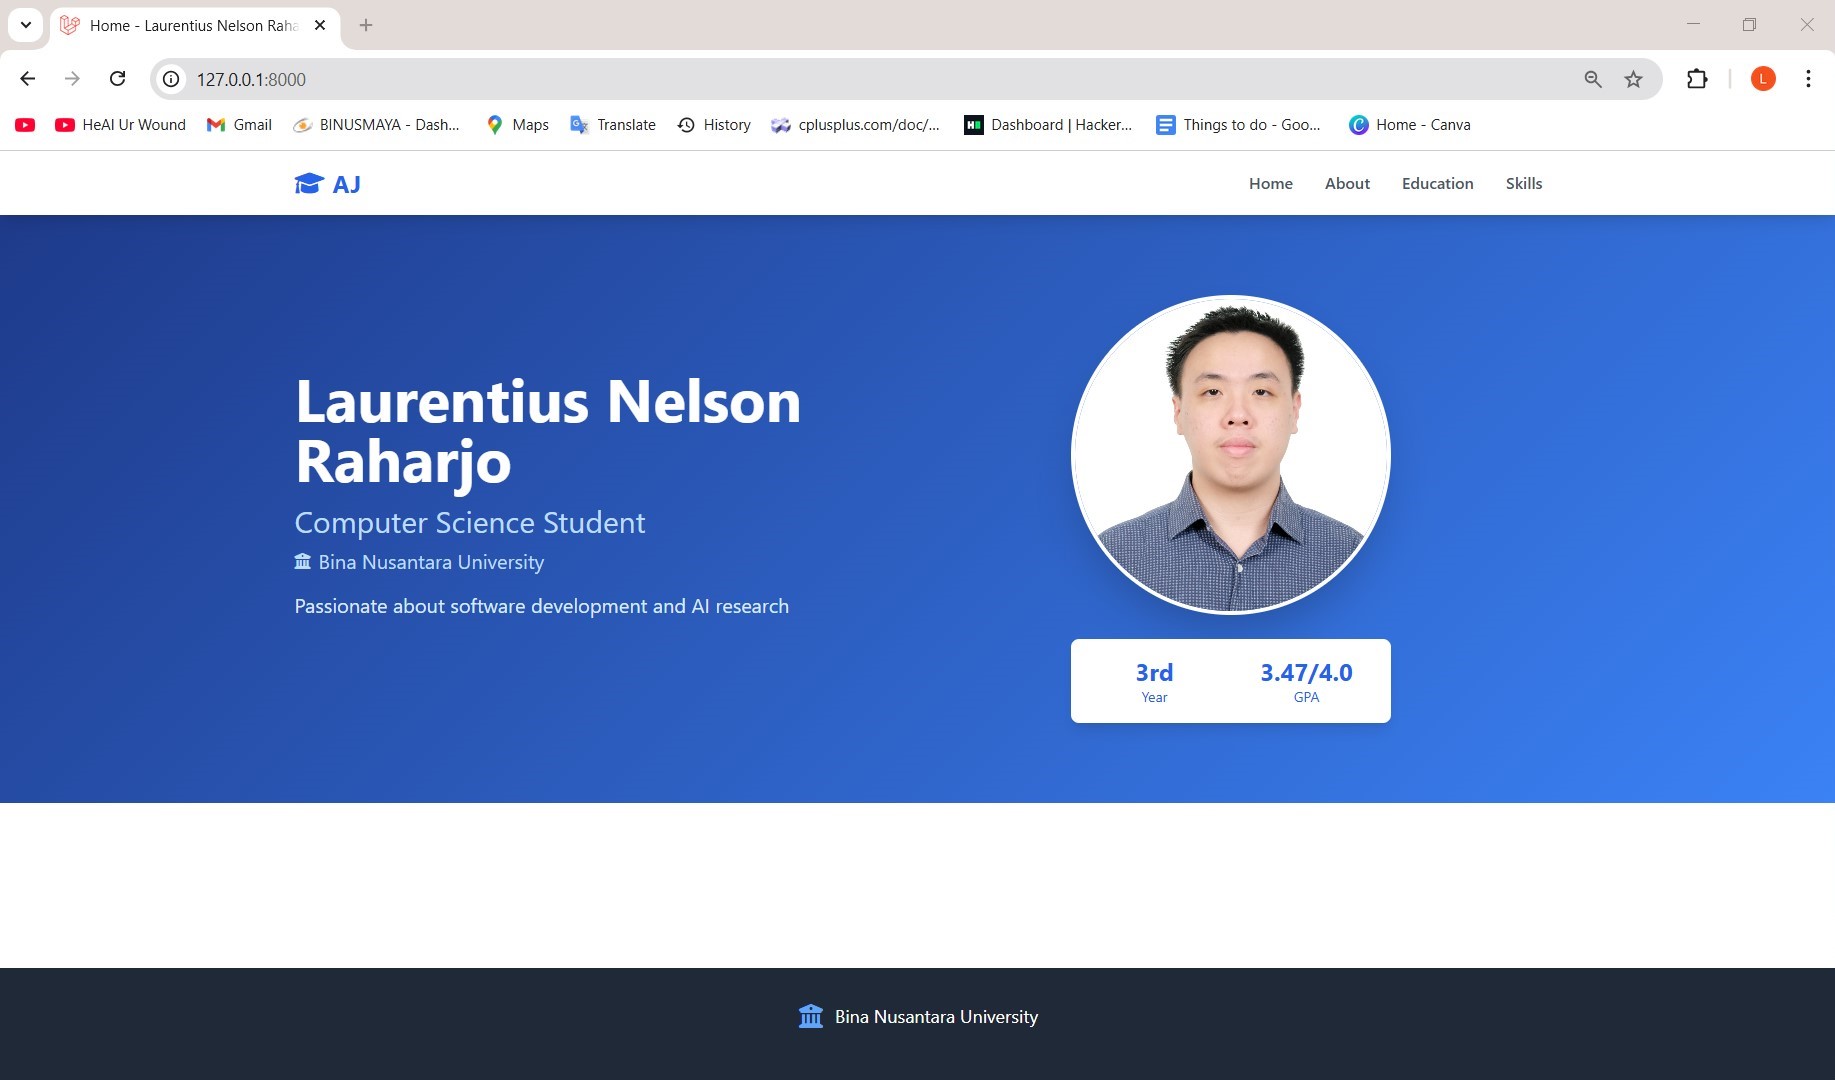 Home - Laurentius Nelson Raha
127.0.0.1:8000
L
HeAl Ur Wound
Gmail
BINUSMAYA - Dash...
Maps
Translate
History
cplusplus.com/doc/...
Dashboard | Hacker...
Things to do - Goo...
Home - Canva
AJ
Home
About
Education
Skills
Laurentius Nelson
Raharjo
Computer Science Student
Bina Nusantara University
Passionate about software development and AI research
3rd
Year
3.47/4.0
GPA
Bina Nusantara University